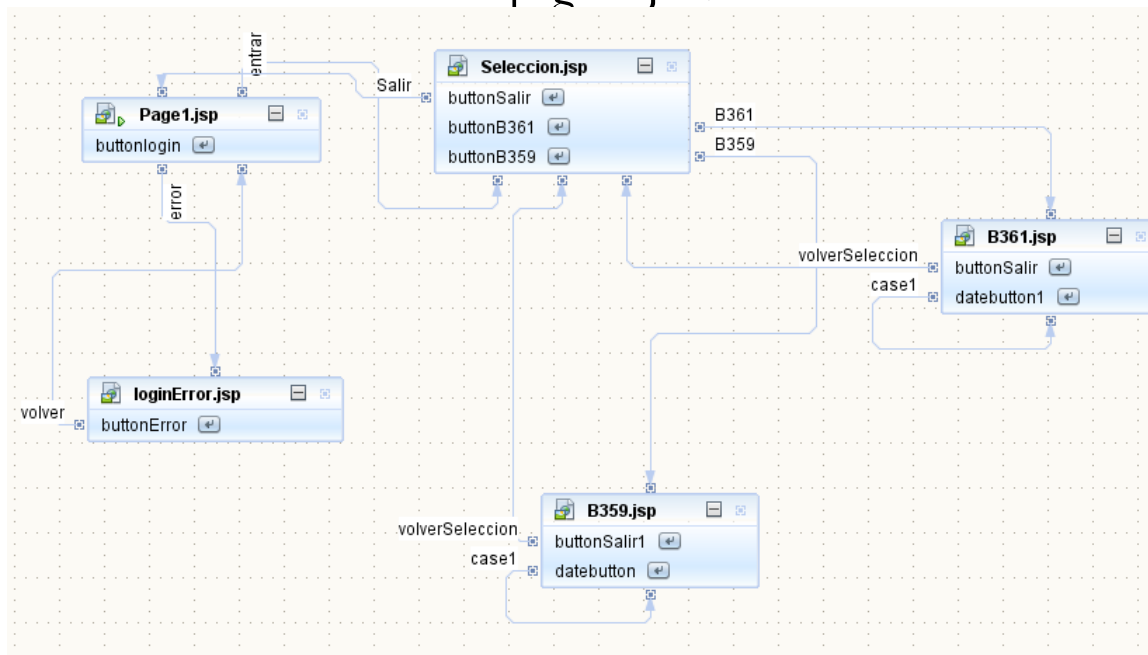 entrar
Salir
Seleccion.jsp
buttonSalir
buttonB361
buttonB359
Page1.jsp
buttonlogin
error
B361
B359
B361.jsp
buttonSalir
datebutton1
volverSeleccion
case1
loginError.jsp
buttonError
volver
B359.jsp
buttonSalir1
datebutton
volverSeleccion
case1